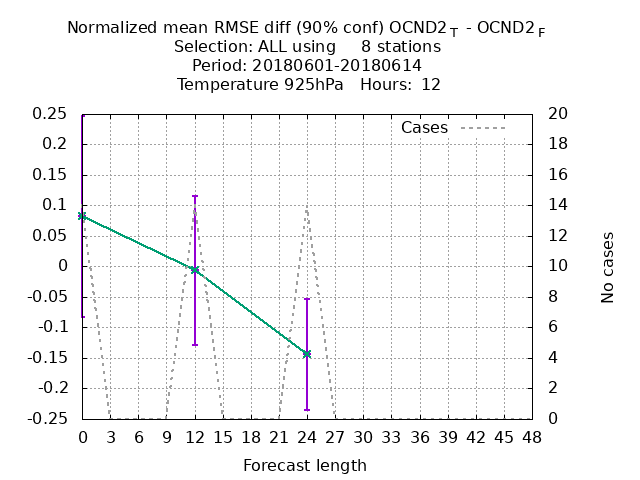 Normalized mean RMSE diff (90% conf) OCND2 T - OCND2 F
Selection: ALL using 8 stations
Period: 20180601-20180614
Temperature 925hPa Hours: 12
Cases
0.25
0.2
0.15
0.1
0.05
0
-0.05
-0.1
-0.15
-0.2
-0.25
20
18
16
14
12
10
8
6
4
2
0
No cases
0 3 6 9 12 15 18 21 24 27 30 33 36 39 42 45 48
Forecast length